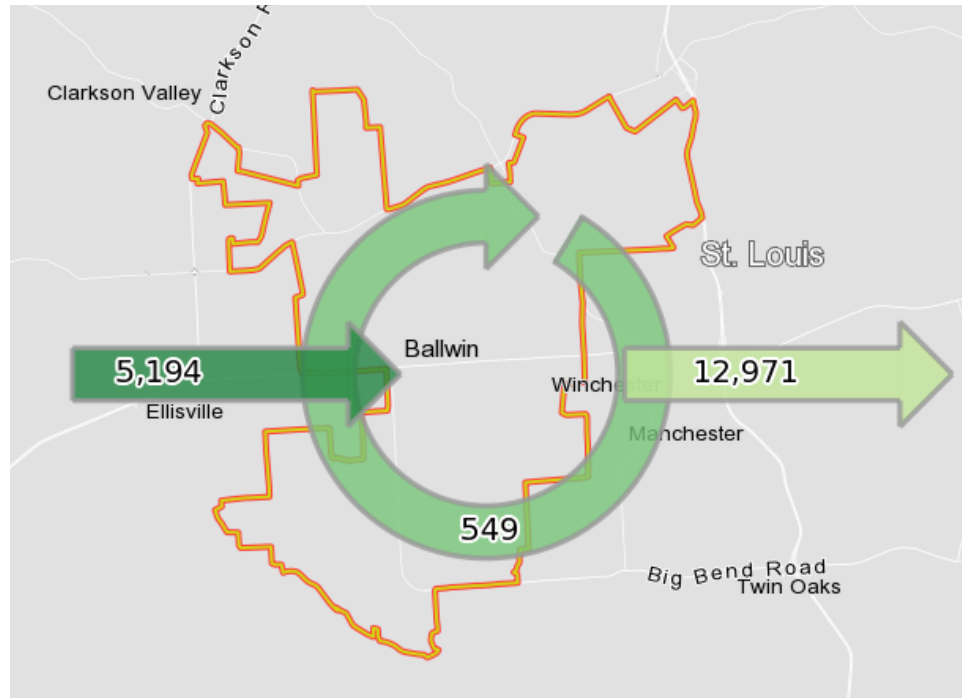 Clarkson Valley
Clarkson R
St. Louis
Ballwin
5,194
Winchester
12,971
Ellisville
Manchester
549
Big Bend Road
Twin Oaks